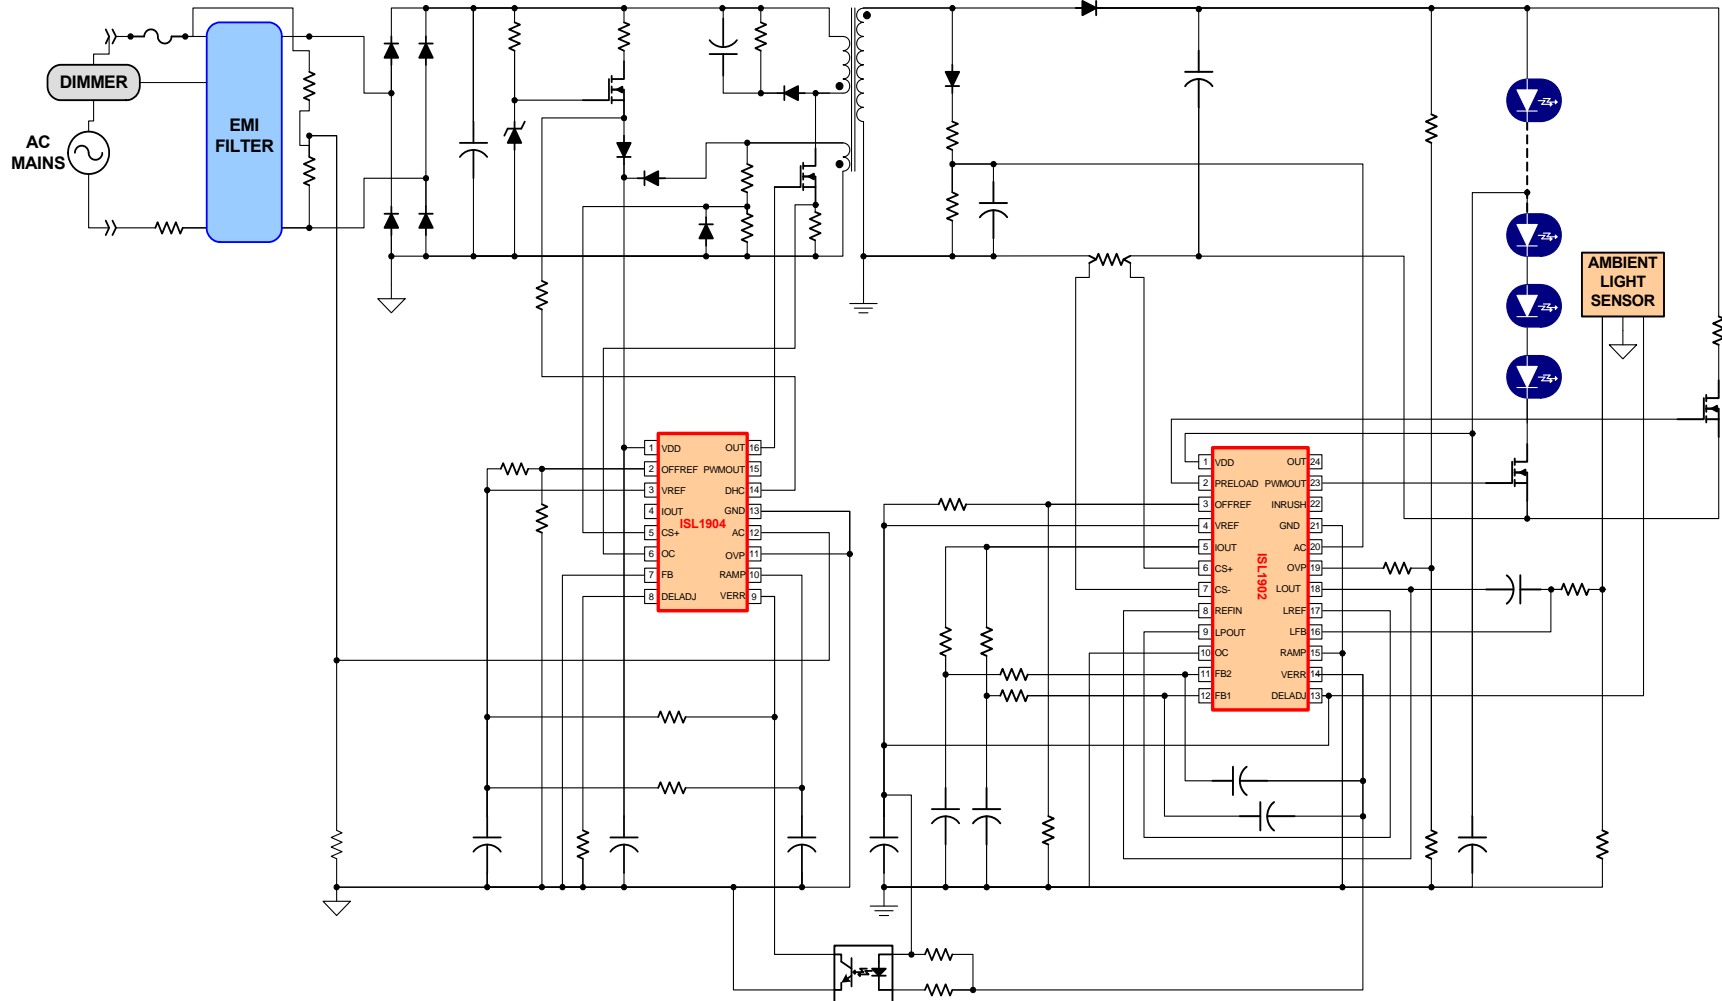 DIMMER
AC
MAINS
EMI
FILTER
AMBIENT
LIGHT
SENSOR
1 VDD OUT 16
2 OFFREF PWMOUT 15
3 VREF DHC 14
4 IOUT GND 13
ISL1904
5 CS+ AC 12
6 OC OVP 11
7 FB RAMP 10
8 DELADJ VERR 9
1 VDD OUT 24
2 PRELOAD PWMOUT 23
3 OFFREF INRUSH 22
4 VREF GND 21
5 IOUT AC 20
6 CS+ OVP 19
7 CS- LOUT 18
8 REFIN LREF 17
9 LPOUT LFB 16
10 OC RAMP 15
11 FB2 VERR 14
12 FB1 DELADJ 13
ISL1902